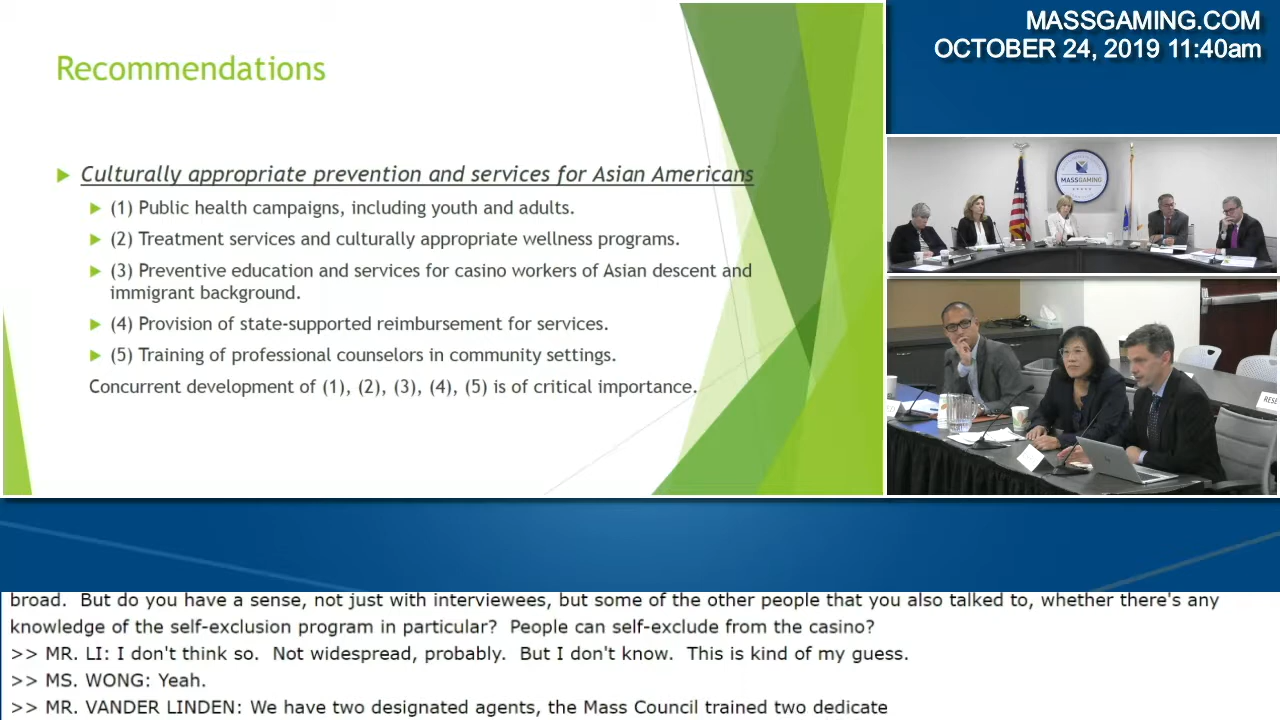 MASSGAMING.COM
OCTOBER 24, 2019 11:40am
Recommendations
Culturally appropriate prevention and services for Asian Americans
(1) Public health campaigns, including youth and adults.
(2) Treatment services and culturally appropriate wellness programs.
(3) Preventive education and services for casino workers of Asian descent and
immigrant background.
(4) Provision of state-supported reimbursement for services.
(5) Training of professional counselors in community settings.
Concurrent development of (1), (2), (3), (4), (5) is of critical importance.
MASSGAMING
broad.  But do you have a sense, not just with interviewees, but some of the other people that you also talked to, whether there's any
knowledge of the self-exclusion program in particular?  People can self-exclude from the casino?
>> MR. LI: I don't think so.  Not widespread, probably.  But I don't know.  This is kind of my guess.
>> MS. WONG: Yeah.
>> MR. VANDER LINDEN: We have two designated agents, the Mass Council trained two dedicate